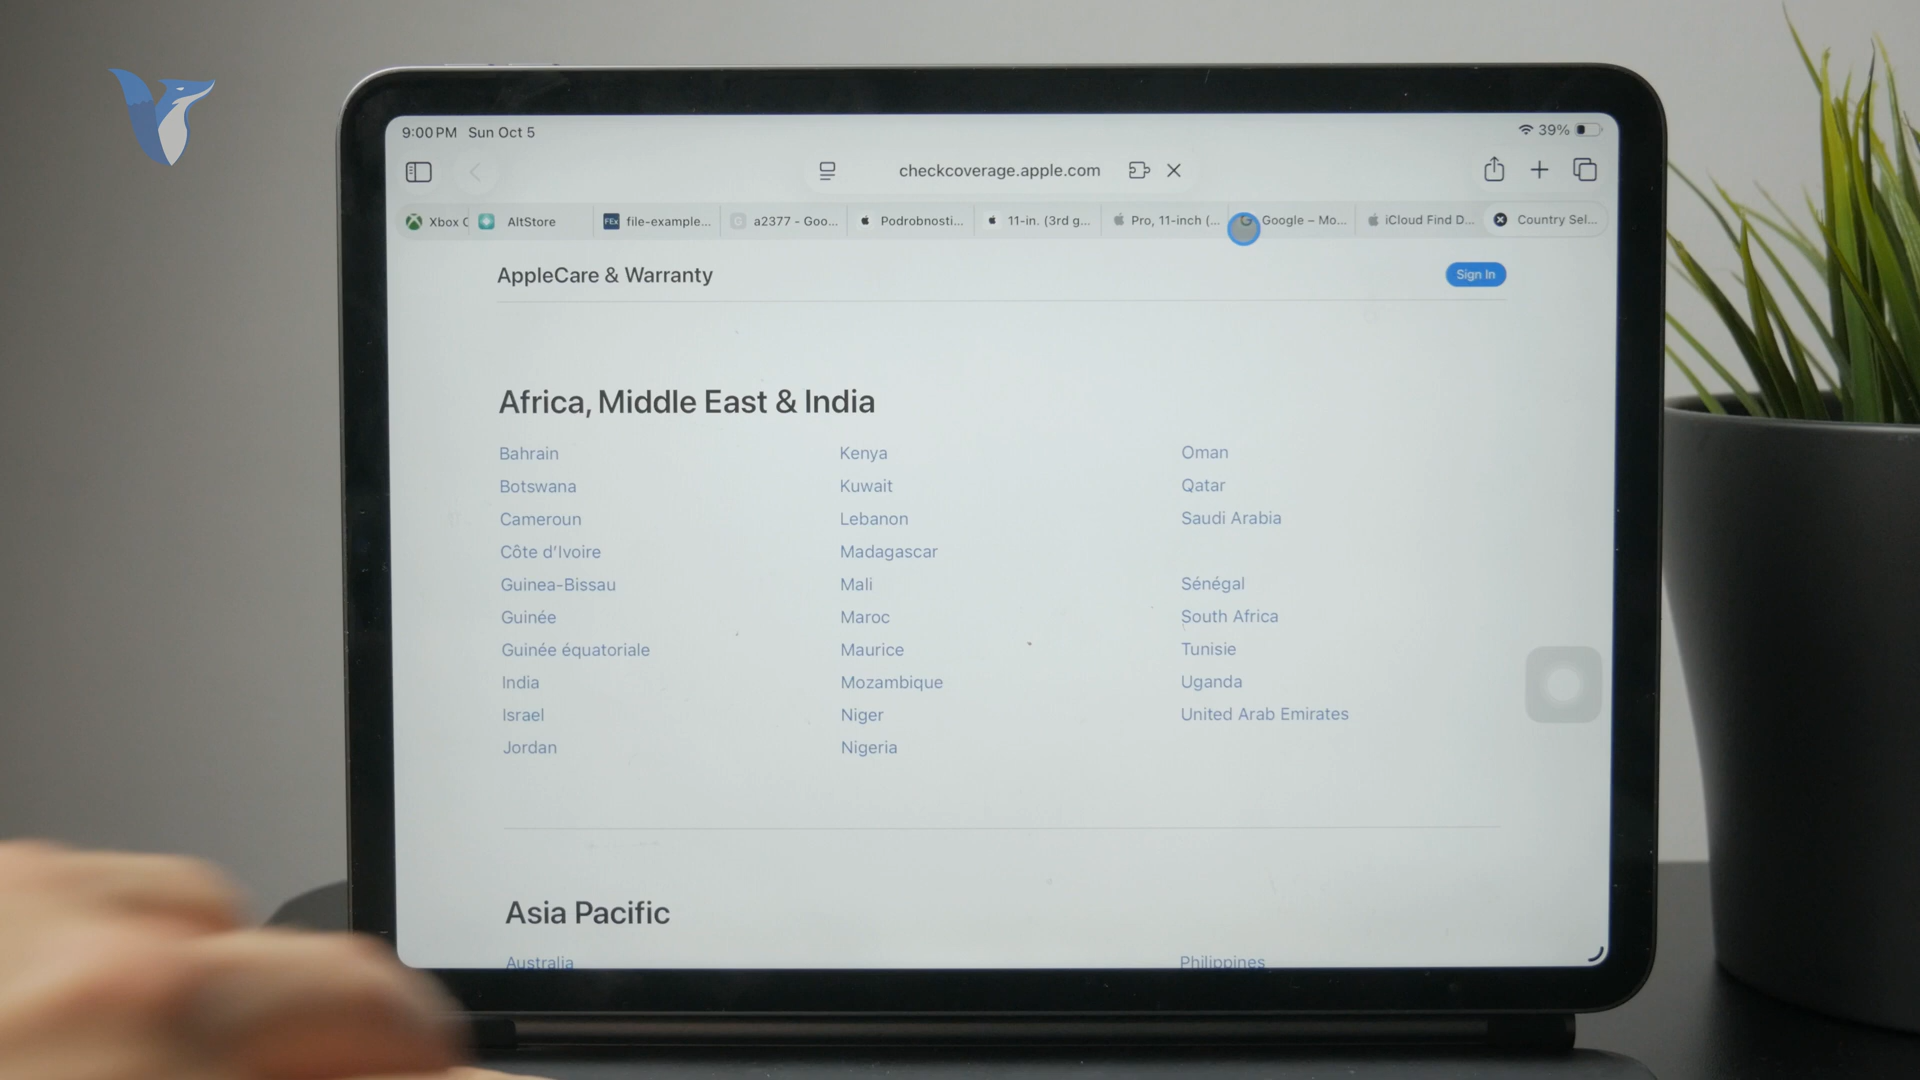 9:00 PM Sun Oct 5
39%
checkcoverage.apple.com
Xbox C
AltStore
FEx file-example...
G a2377 - Goo...
Podrobnosti...
11-in. (3rd g...
Pro, 11-inch (...
Google – Mo...
iCloud Find D...
Country Sel...
AppleCare & Warranty
Sign In
Africa, Middle East & India
Bahrain
Botswana
Cameroun
Côte d’Ivoire
Guinea-Bissau
Guinée
Guinée équatoriale
India
Israel
Jordan
Kenya
Kuwait
Lebanon
Madagascar
Mali
Maroc
Maurice
Mozambique
Niger
Nigeria
Oman
Qatar
Saudi Arabia
Sénégal
South Africa
Tunisie
Uganda
United Arab Emirates
Asia Pacific
Australia
Philippines